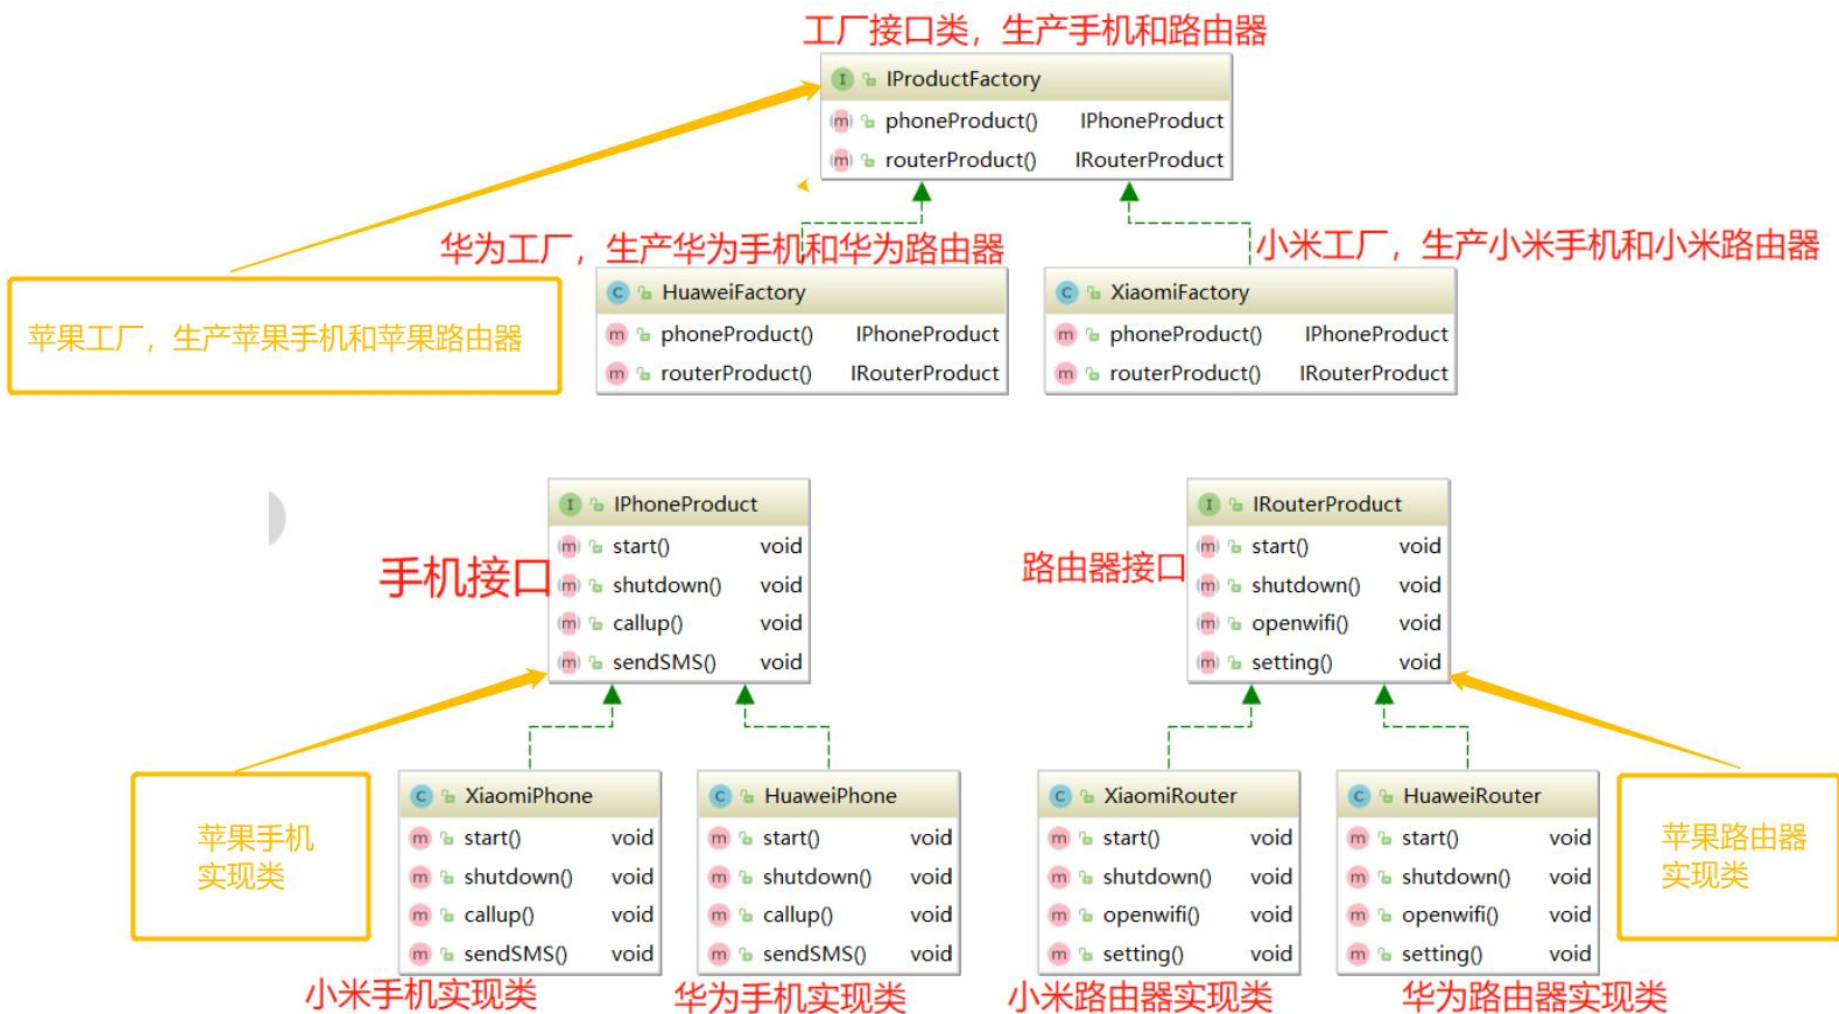 工厂接口类，生产手机和路由器
I IProductFactory
m phoneProduct() IPhoneProduct
m routerProduct() IRouterProduct
华为工厂，生产华为手机和华为路由器
小米工厂，生产小米手机和小米路由器
苹果工厂，生产苹果手机和苹果路由器
C HuaweiFactory
m phoneProduct() IPhoneProduct
m routerProduct() IRouterProduct
C XiaomiFactory
m phoneProduct() IPhoneProduct
m routerProduct() IRouterProduct
手机接口
I IPhoneProduct
m start() void
m shutdown() void
m callup() void
m sendSMS() void
路由器接口
I IRouterProduct
m start() void
m shutdown() void
m openwifi() void
m setting() void
苹果手机
实现类
C XiaomiPhone
m start() void
m shutdown() void
m callup() void
m sendSMS() void
小米手机实现类
C HuaweiPhone
m start() void
m shutdown() void
m callup() void
m sendSMS() void
华为手机实现类
C XiaomiRouter
m start() void
m shutdown() void
m openwifi() void
m setting() void
小米路由器实现类
C HuaweiRouter
m start() void
m shutdown() void
m openwifi() void
m setting() void
华为路由器实现类
苹果路由器
实现类